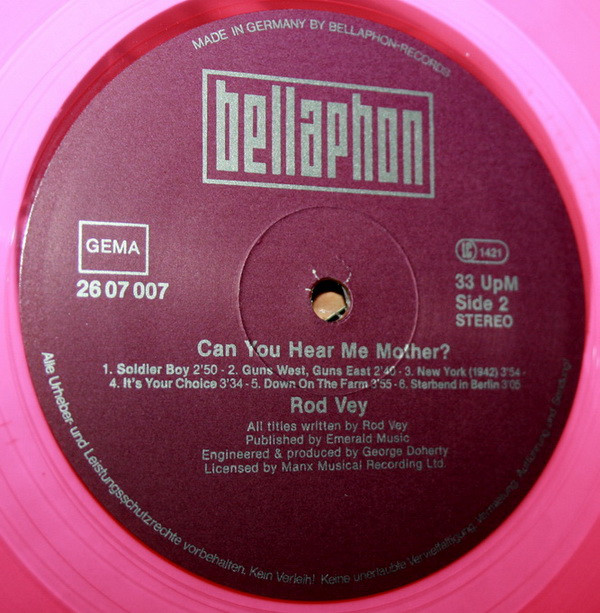 MADE IN GERMANY BY BELLAPHON-RECORDS
bellaphon
GEMA
26 07 007
LC 1421
33 UpM
Side 2
STEREO
Can You Hear Me Mother?
1. Soldier Boy 2'50 - 2. Guns West, Guns East 2'40 - 3. New York (1942) 3'54 -
4. It's Your Choice 3'34 - 5. Down On The Farm 3'55 - 6. Sterbend in Berlin 3'05
Rod Vey
All titles written by Rod Vey
Published by Emerald Music
Engineered & produced by George Doherty
Licensed by Manx Musical Recording Ltd.
Alle Urheber- und Leistungsschutzrechte vorbehalten. Kein Verleih! Keine unerlaubte Vervielfältigung, Vermietung, Aufführung und Sendung!